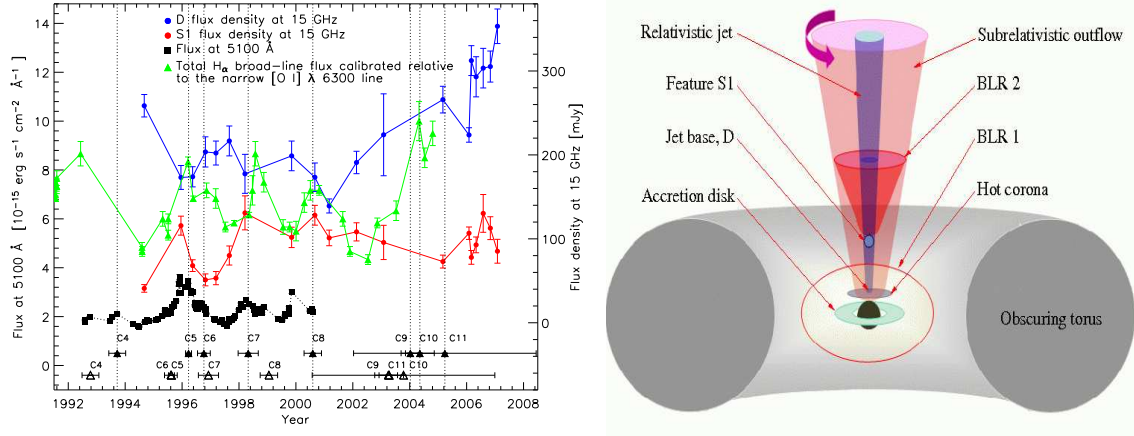 D flux density at 15 GHz
S1 flux density at 15 GHz
Flux at 5100 Å
Total Hα broad-line flux calibrated relative
to the narrow [O I] λ 6300 line
Flux at 5100 Å [10⁻¹⁵ erg s⁻¹ cm⁻² Å⁻¹]
14
12
10
8
6
4
2
0
300
200
100
0
Flux density at 15 GHz [mJy]
C4 C5 C6 C7 C8 C9 C10 C11
C4 C6 C5 C7 C8 C9 C11 C10
1992 1994 1996 1998 2000 2002 2004 2006 2008
Year
Relativistic jet
Feature S1
Jet base, D
Accretion disk
Subrelativistic outflow
BLR 2
BLR 1
Hot corona
Obscuring torus